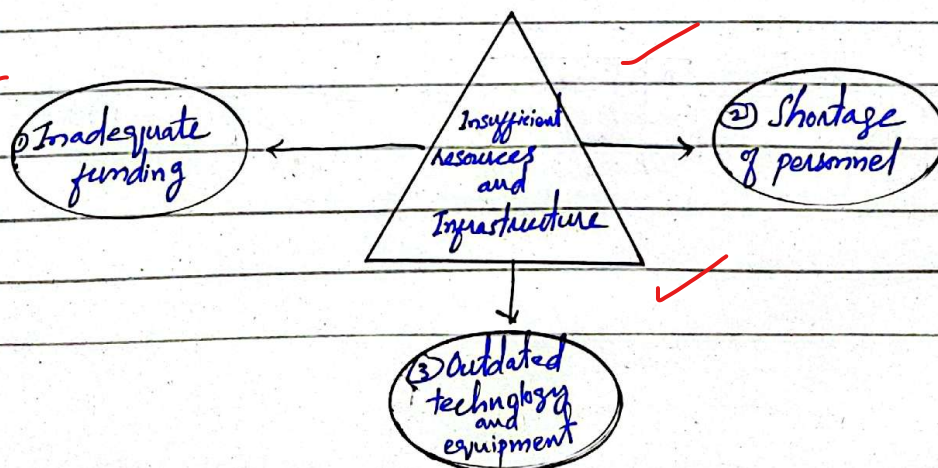 Insufficient
resources
and
Infrastructure
① Inadequate
funding
② Shortage
of personnel
③ Outdated
technology
and
equipment